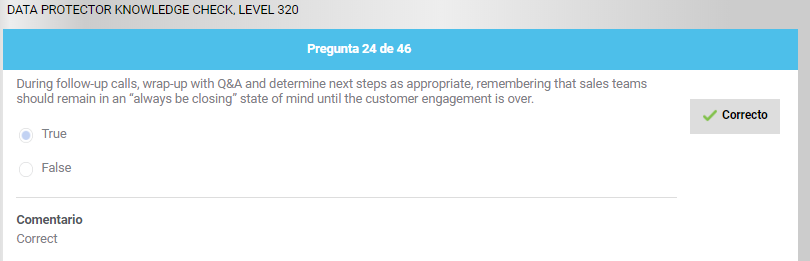 DATA PROTECTOR KNOWLEDGE CHECK, LEVEL 320
Pregunta 24 de 46
During follow-up calls, wrap-up with Q&A and determine next steps as appropriate, remembering that sales teams
should remain in an “always be closing” state of mind until the customer engagement is over.
Correcto
True
False
Comentario
Correct